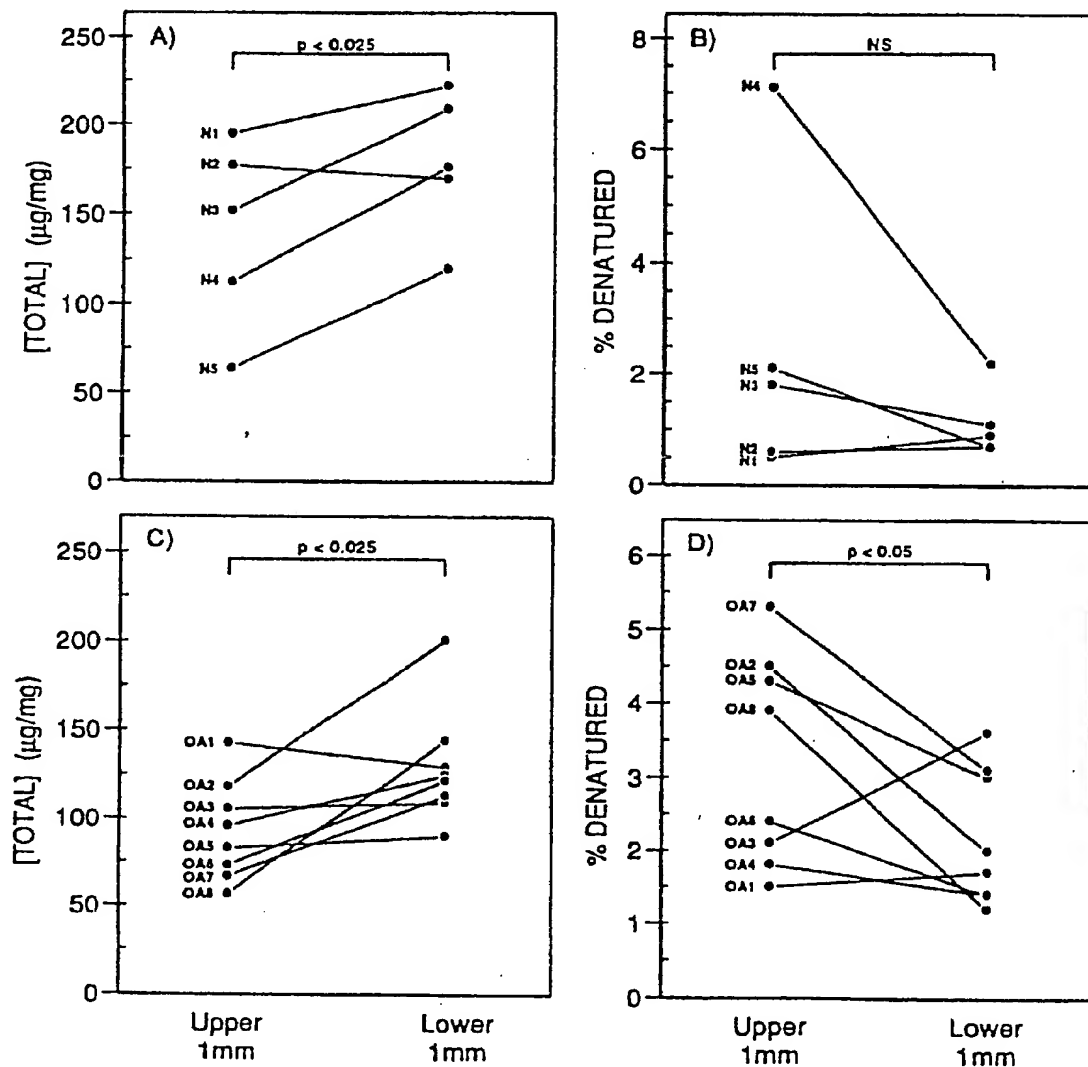 A)
p < 0.025
[TOTAL] (µg/mg)
250
200
150
100
50
0
N1
N2
N3
N4
N5
B)
NS
% DENATURED
8
6
4
2
0
N4
N5
N3
N2
N1
C)
p < 0.025
[TOTAL] (µg/mg)
250
200
150
100
50
0
OA1
OA2
OA3
OA4
OA5
OA6
OA7
OA8
Upper
1mm
Lower
1mm
D)
p < 0.05
% DENATURED
6
5
4
3
2
1
0
OA7
OA2
OA5
OA8
OA6
OA3
OA4
OA1
Upper
1mm
Lower
1mm